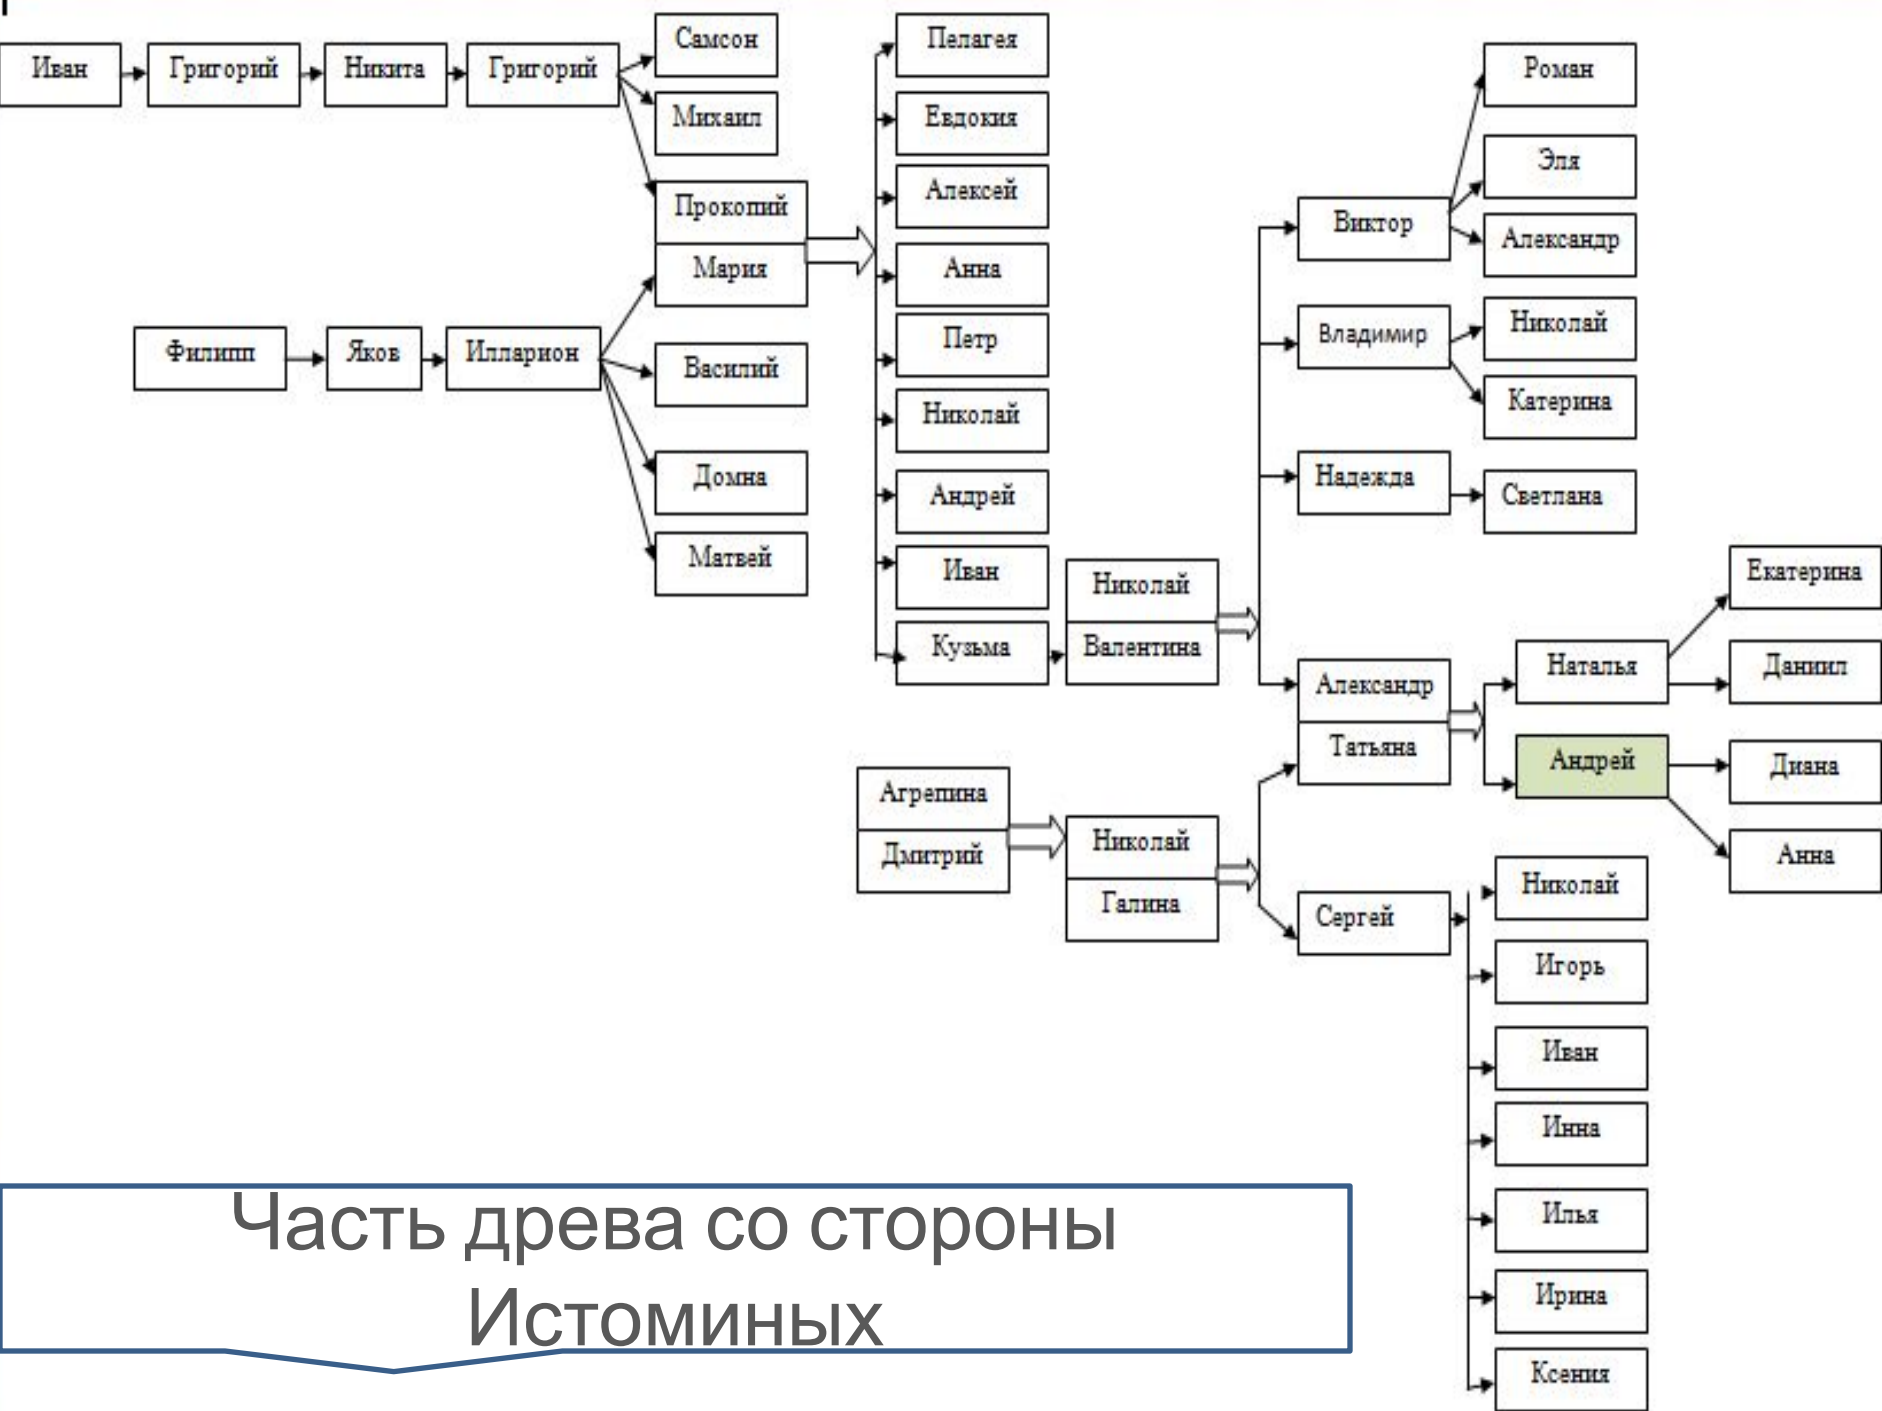 Иван
Григорий
Никита
Григорий
Самсон
Михаил
Прокопий
Мария
Филипп
Яков
Илларион
Василий
Домна
Матвей
Пелагея
Евдокия
Алексей
Анна
Петр
Николай
Андрей
Иван
Кузьма
Николай
Валентина
Виктор
Владимир
Надежда
Александр
Татьяна
Роман
Эля
Александр
Николай
Катерина
Светлана
Наталья
Андрей
Екатерина
Даниил
Диана
Анна
Агрепина
Дмитрий
Николай
Галина
Сергей
Николай
Игорь
Иван
Инна
Илья
Ирина
Ксения
Часть древа со стороны
Истоминых